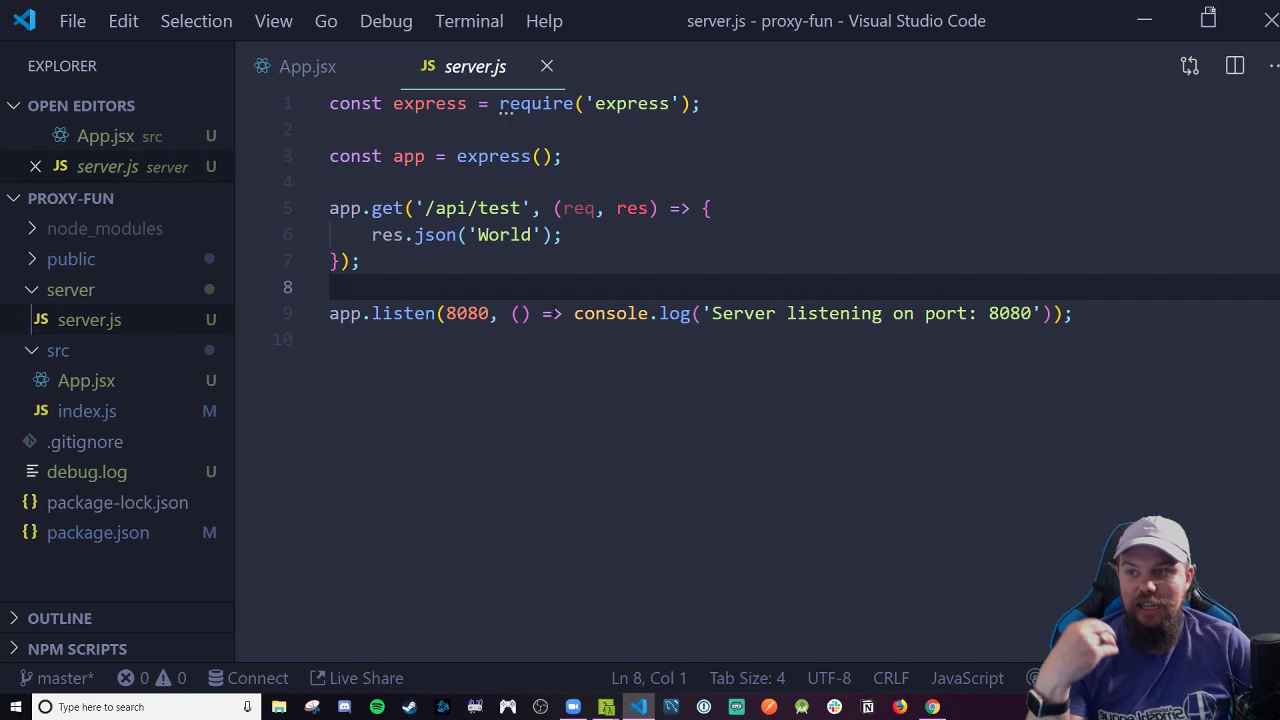 File Edit Selection View Go Debug Terminal Help server.js - proxy-fun - Visual Studio Code
EXPLORER
App.jsx
JS server.js
OPEN EDITORS
App.jsx src U
JS server.js server U
PROXY-FUN
node_modules
public
server
JS server.js U
src
App.jsx U
JS index.js M
.gitignore
debug.log U
{} package-lock.json
{} package.json M
OUTLINE
NPM SCRIPTS
1 const express = require('express');
2
3 const app = express();
4
5 app.get('/api/test', (req, res) => {
6 res.json('World');
7 });
8
9 app.listen(8080, () => console.log('Server listening on port: 8080'));
10
master* 0 0 Connect Live Share Ln 8, Col 1 Tab Size: 4 UTF-8 CRLF JavaScript
Type here to search